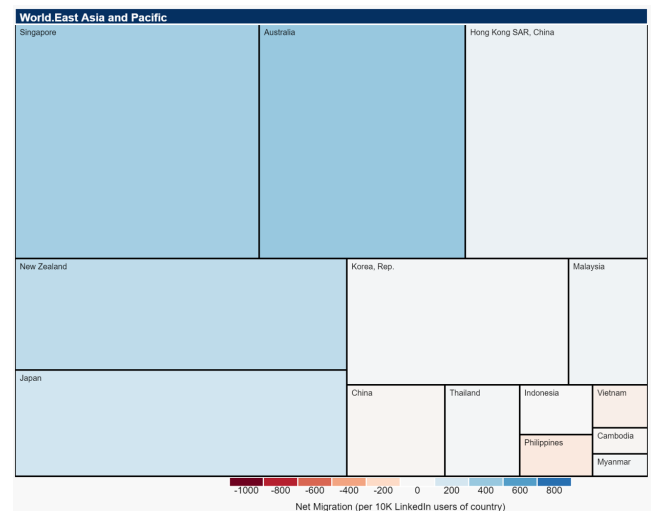 World.East Asia and Pacific
Singapore
Australia
Hong Kong SAR, China
New Zealand
Korea, Rep.
Malaysia
Japan
China
Thailand
Indonesia
Vietnam
Philippines
Cambodia
Myanmar
-1000 -800 -600 -400 -200 0 200 400 600 800
Net Migration (per 10K LinkedIn users of country)